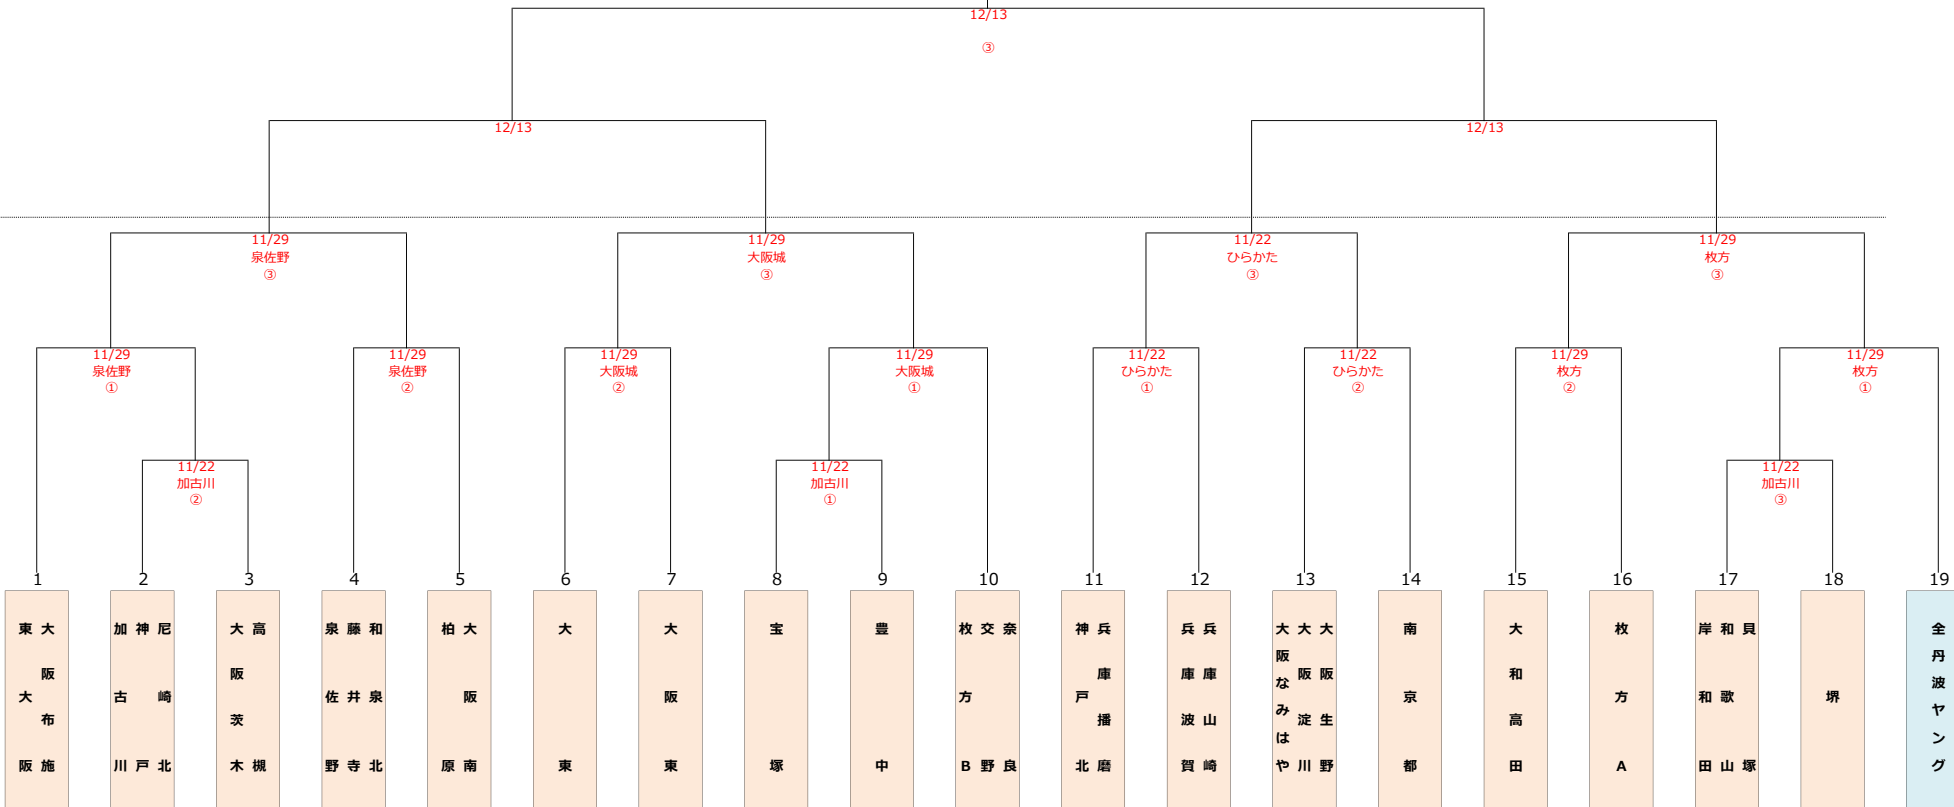 12/13
③
12/13
12/13
11/29
泉佐野
③
11/29
大阪城
③
11/22
ひらかた
③
11/29
枚方
③
11/29
泉佐野
①
11/29
泉佐野
②
11/29
大阪城
②
11/29
大阪城
①
11/22
ひらかた
①
11/22
ひらかた
②
11/29
枚方
②
11/29
枚方
①
11/22
加古川
②
11/22
加古川
①
11/22
加古川
③
1
大阪布施
東大阪
2
尼崎北
神戸
加古川
3
高槻
大阪茨木
4
和泉北
藤井寺
泉佐野
5
大阪南
柏原
6
大東
7
大阪東
8
宝塚
9
豊中
10
奈良
交野
枚方B
11
兵庫播磨
神戸北
12
兵庫山崎
兵庫波賀
13
大阪生野
大阪淀川
大阪なみはや
14
南京都
15
大和高田
16
枚方A
17
貝塚
和歌山
岸和田
18
堺
19
全丹波ヤング